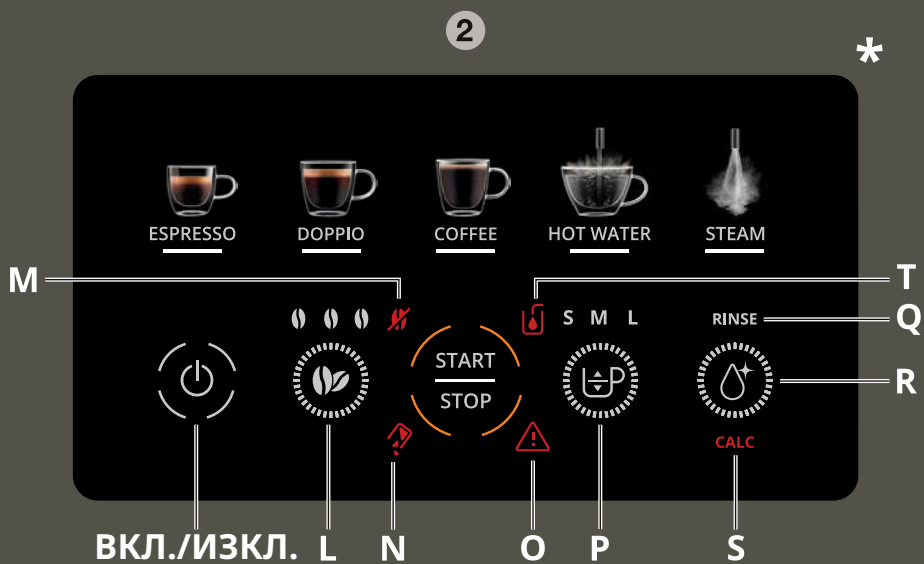 2
*
ESPRESSO DOPPIO COFFEE HOT WATER STEAM
M T
S M L RINSE Q
START
STOP
R
CALC
ВКЛ./ИЗКЛ. L N O P S